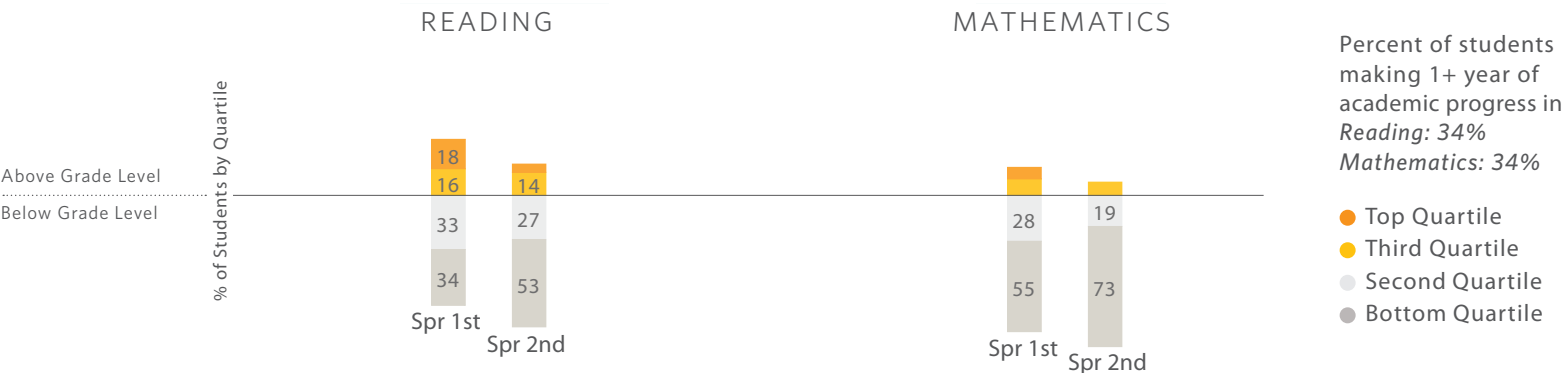 READING
MATHEMATICS
% of Students by Quartile
Above Grade Level
Below Grade Level
18
16
33
34
Spr 1st
14
27
53
Spr 2nd
28
55
Spr 1st
19
73
Spr 2nd
Percent of students
making 1+ year of
academic progress in
Reading: 34%
Mathematics: 34%
Top Quartile
Third Quartile
Second Quartile
Bottom Quartile